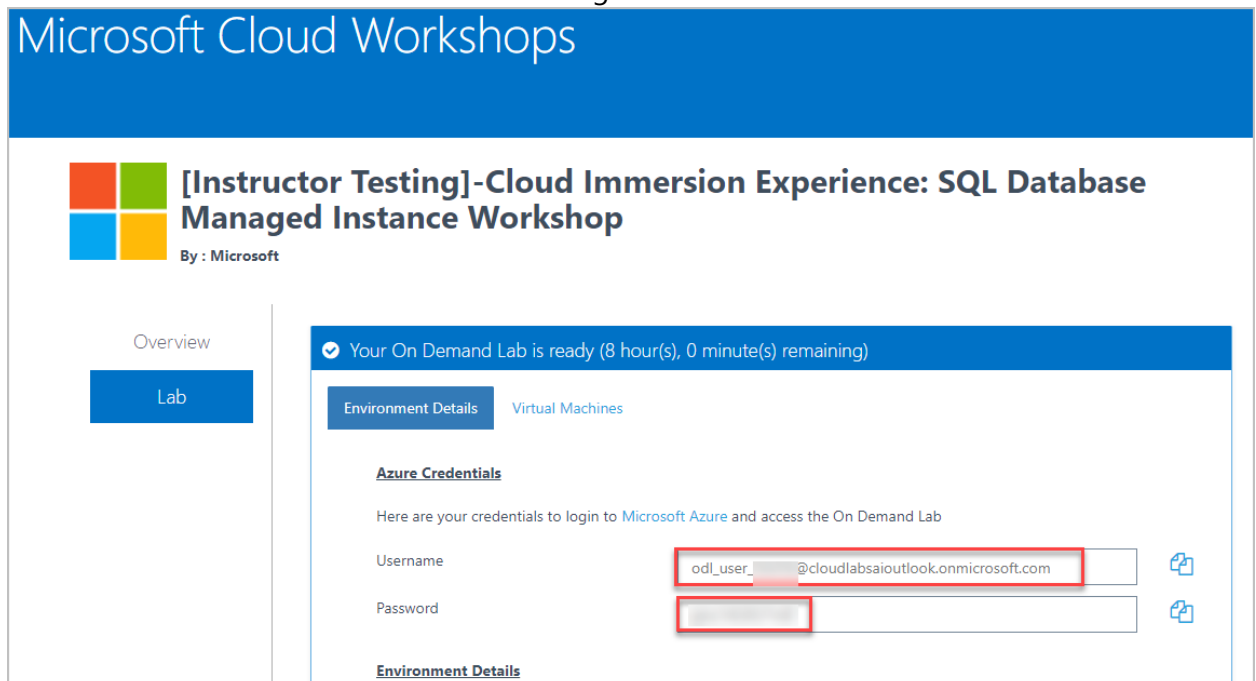 Microsoft Cloud Workshops
[Instructor Testing]-Cloud Immersion Experience: SQL Database
Managed Instance Workshop
By : Microsoft
Overview
Lab
Your On Demand Lab is ready (8 hour(s), 0 minute(s) remaining)
Environment Details
Virtual Machines
Azure Credentials
Here are your credentials to login to Microsoft Azure and access the On Demand Lab
Username
odl_user_ @cloudlabsaioutlook.onmicrosoft.com
Password
Environment Details